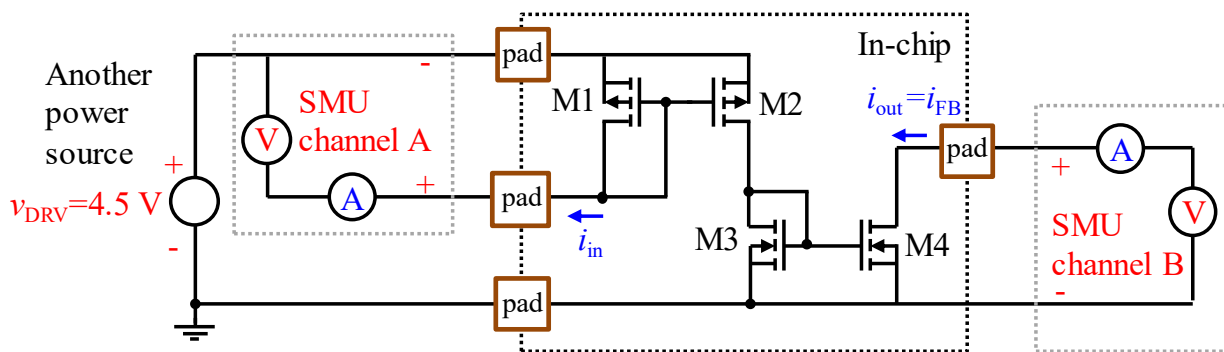 Another
power
source
+
v_DRV=4.5 V
-
SMU
channel A
V
A
-
+
pad
pad
pad
i_in
In-chip
M1
M2
M3
M4
i_out=i_FB
pad
+
A
V
SMU
channel B
-